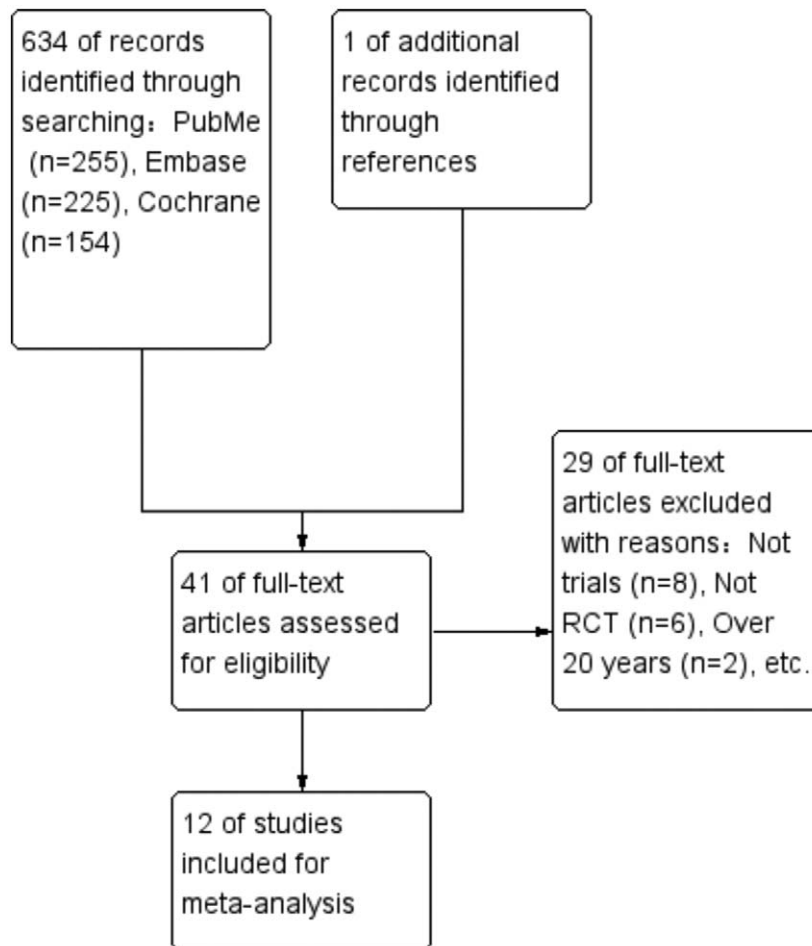 634 of records
identified through
searching：PubMe
(n=255), Embase
(n=225), Cochrane
(n=154)
1 of additional
records identified
through
references
29 of full-text
articles excluded
with reasons：Not
trials (n=8), Not
RCT (n=6), Over
20 years (n=2), etc.
41 of full-text
articles assessed
for eligibility
12 of studies
included for
meta-analysis